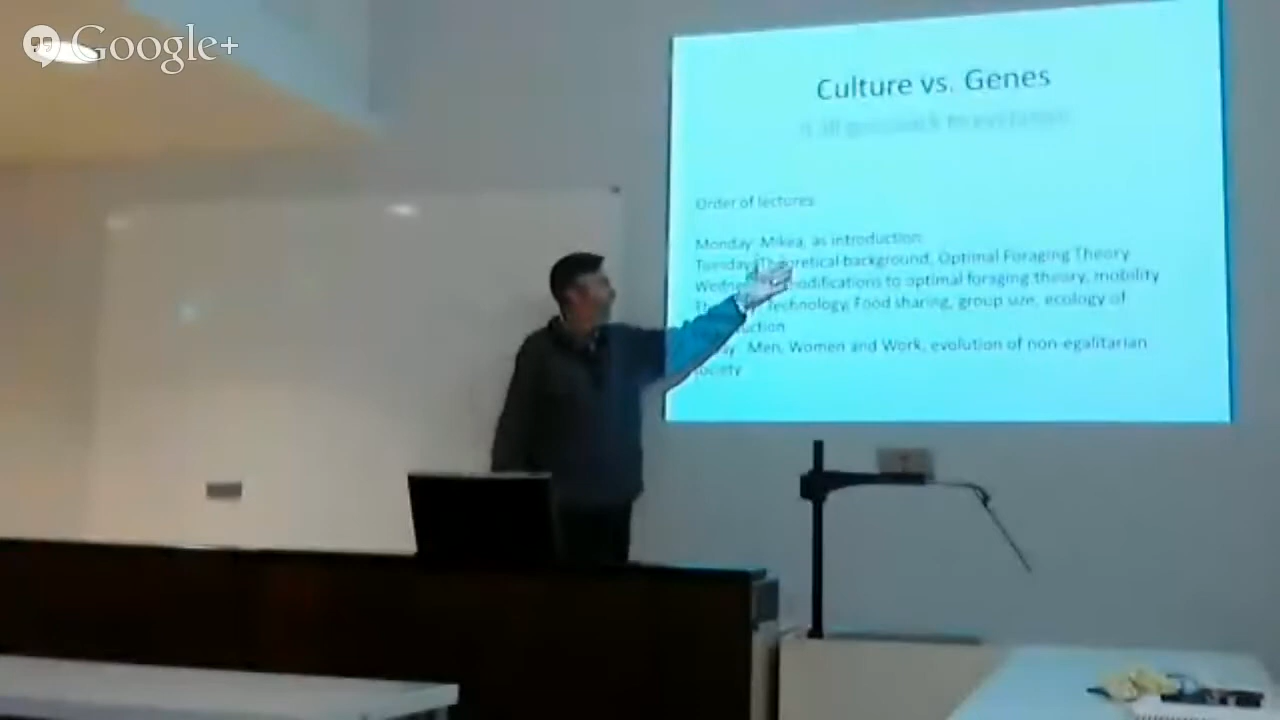 Google+
Culture vs. Genes
Order of lectures
Monday: Mikea, as introduction
Tuesday: Theoretical background, Optimal Foraging Theory
modifications to optimal foraging theory, mobility
Technology, Food sharing, group size, ecology of
Men, Women and Work, evolution of non-egalitarian
society